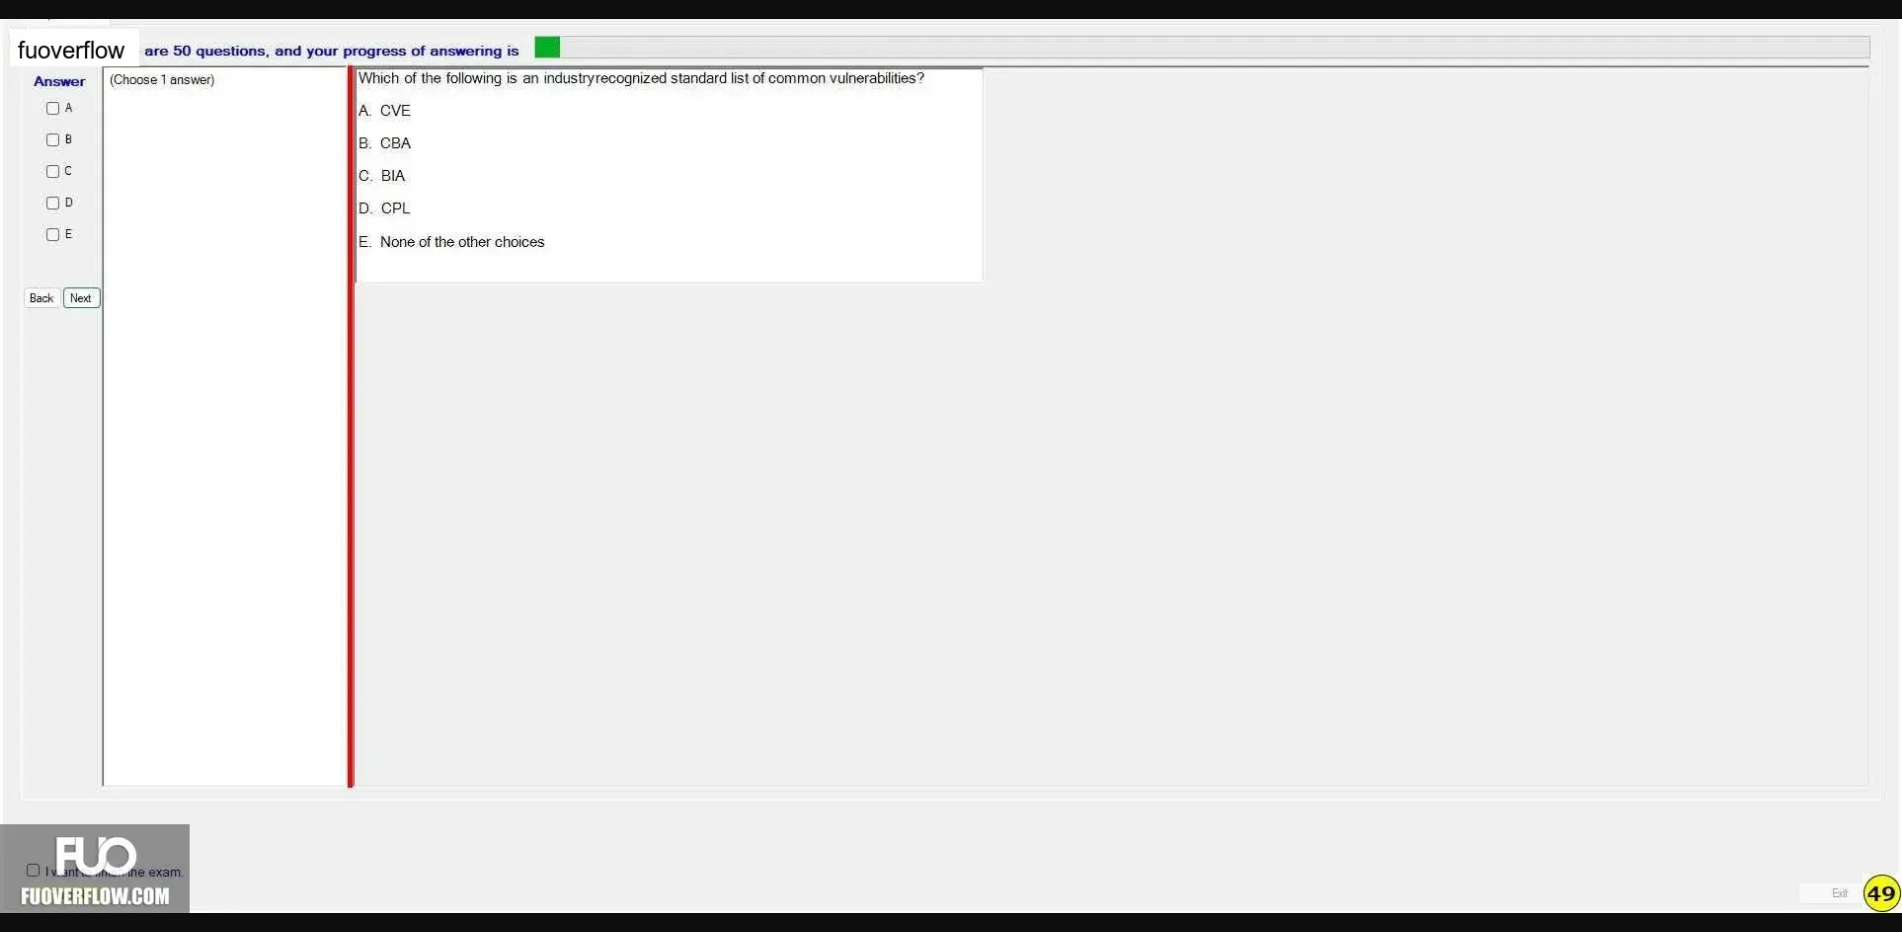 fuoverflow are 50 questions, and your progress of answering is
Answer
(Choose 1 answer)
A
B
C
D
E
Back Next
Which of the following is an industryrecognized standard list of common vulnerabilities?
A. CVE
B. CBA
C. BIA
D. CPL
E. None of the other choices
FUO
I want the exam.
FUOVERFLOW.COM
Exit
49